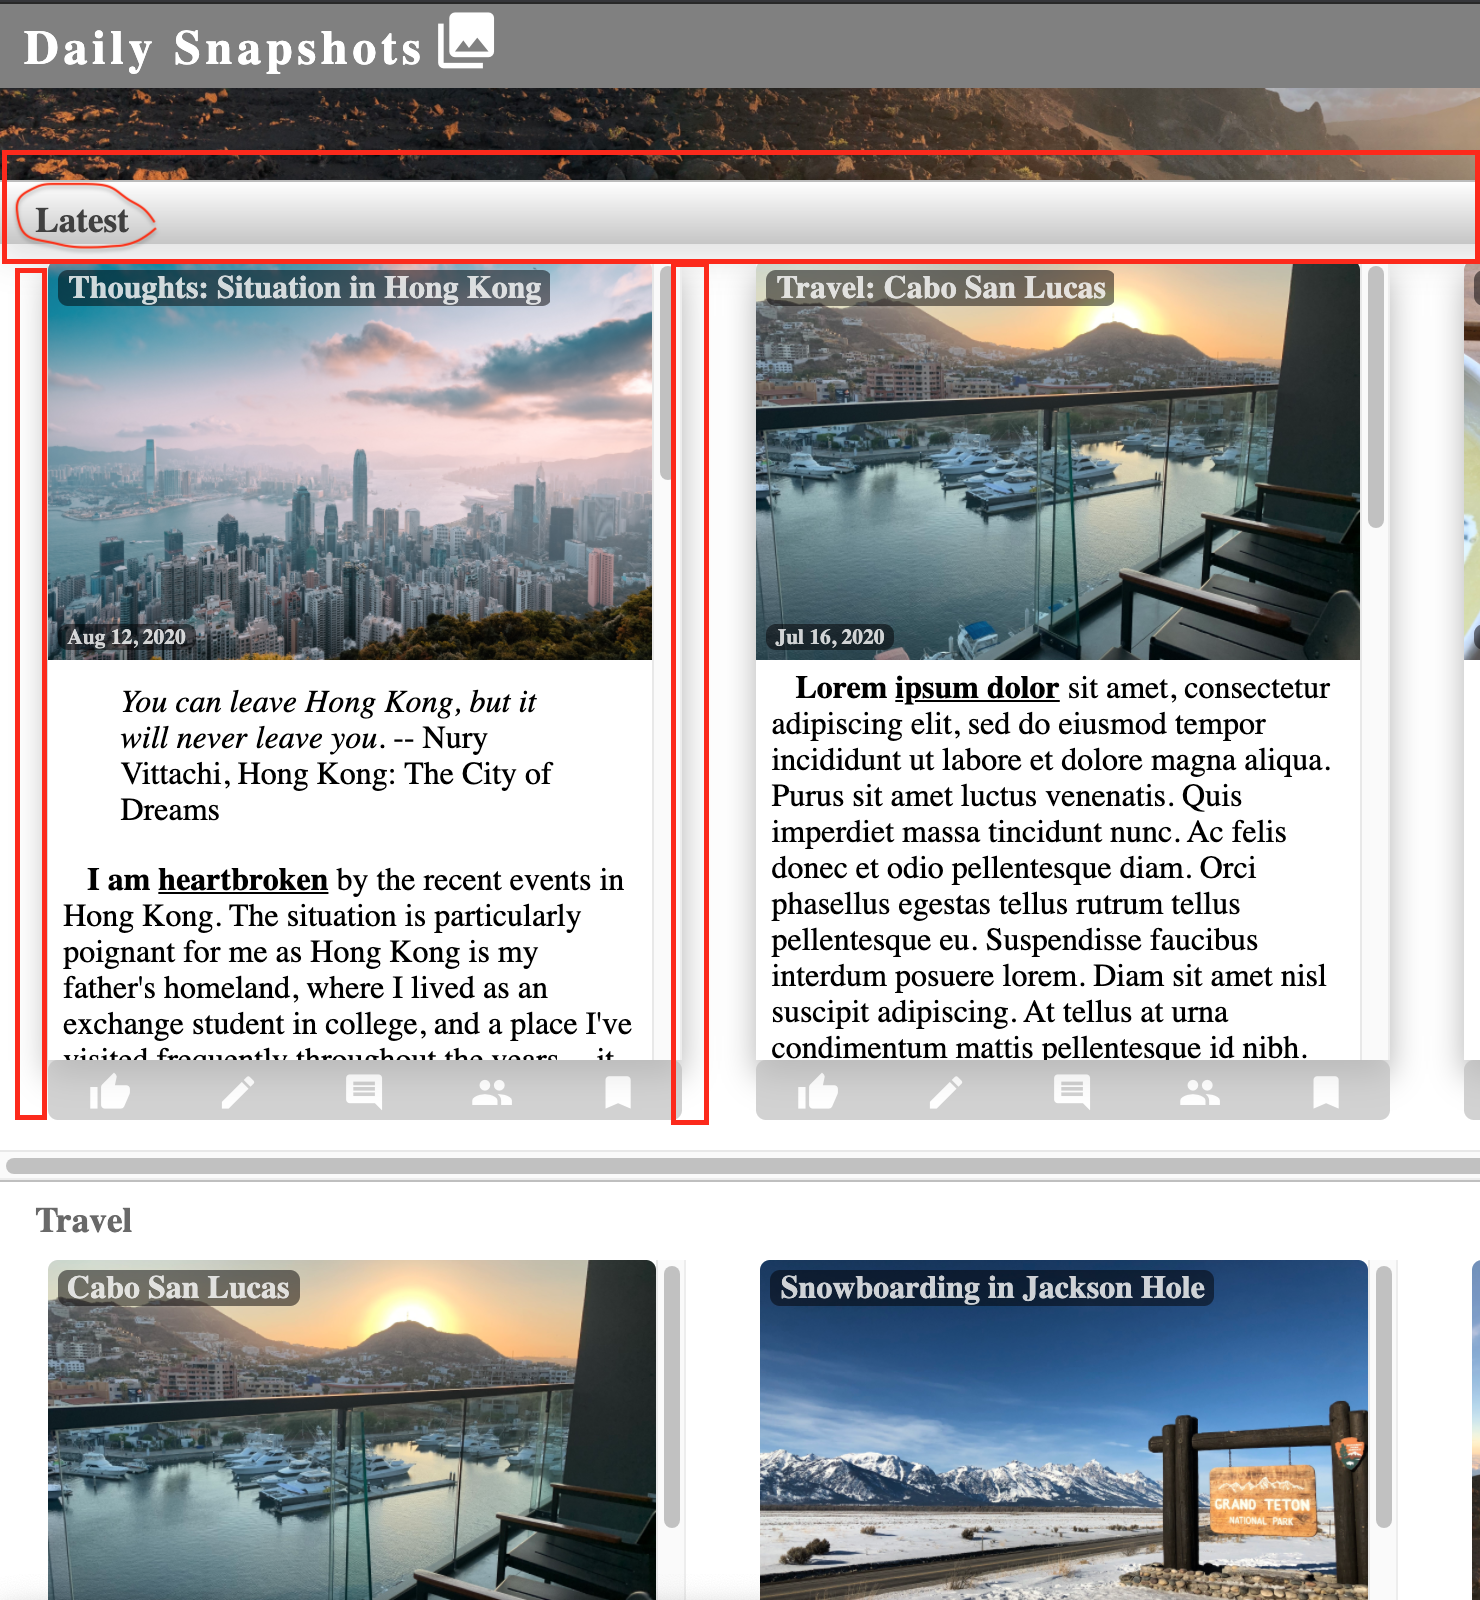 Daily Snapshots
Latest
Thoughts: Situation in Hong Kong
Aug 12, 2020
You can leave Hong Kong, but it
will never leave you. -- Nury
Vittachi, Hong Kong: The City of
Dreams
I am heartbroken by the recent events in
Hong Kong. The situation is particularly
poignant for me as Hong Kong is my
father's homeland, where I lived as an
exchange student in college, and a place I've
visited frequently throughout the years
Travel: Cabo San Lucas
Jul 16, 2020
Lorem ipsum dolor sit amet, consectetur
adipiscing elit, sed do eiusmod tempor
incididunt ut labore et dolore magna aliqua.
Purus sit amet luctus venenatis. Quis
imperdiet massa tincidunt nunc. Ac felis
donec et odio pellentesque diam. Orci
phasellus egestas tellus rutrum tellus
pellentesque eu. Suspendisse faucibus
interdum posuere lorem. Diam sit amet nisl
suscipit adipiscing. At tellus at urna
condimentum mattis pellentesque id nibh.
Travel
Cabo San Lucas
Snowboarding in Jackson Hole
GRAND TETON
NATIONAL PARK